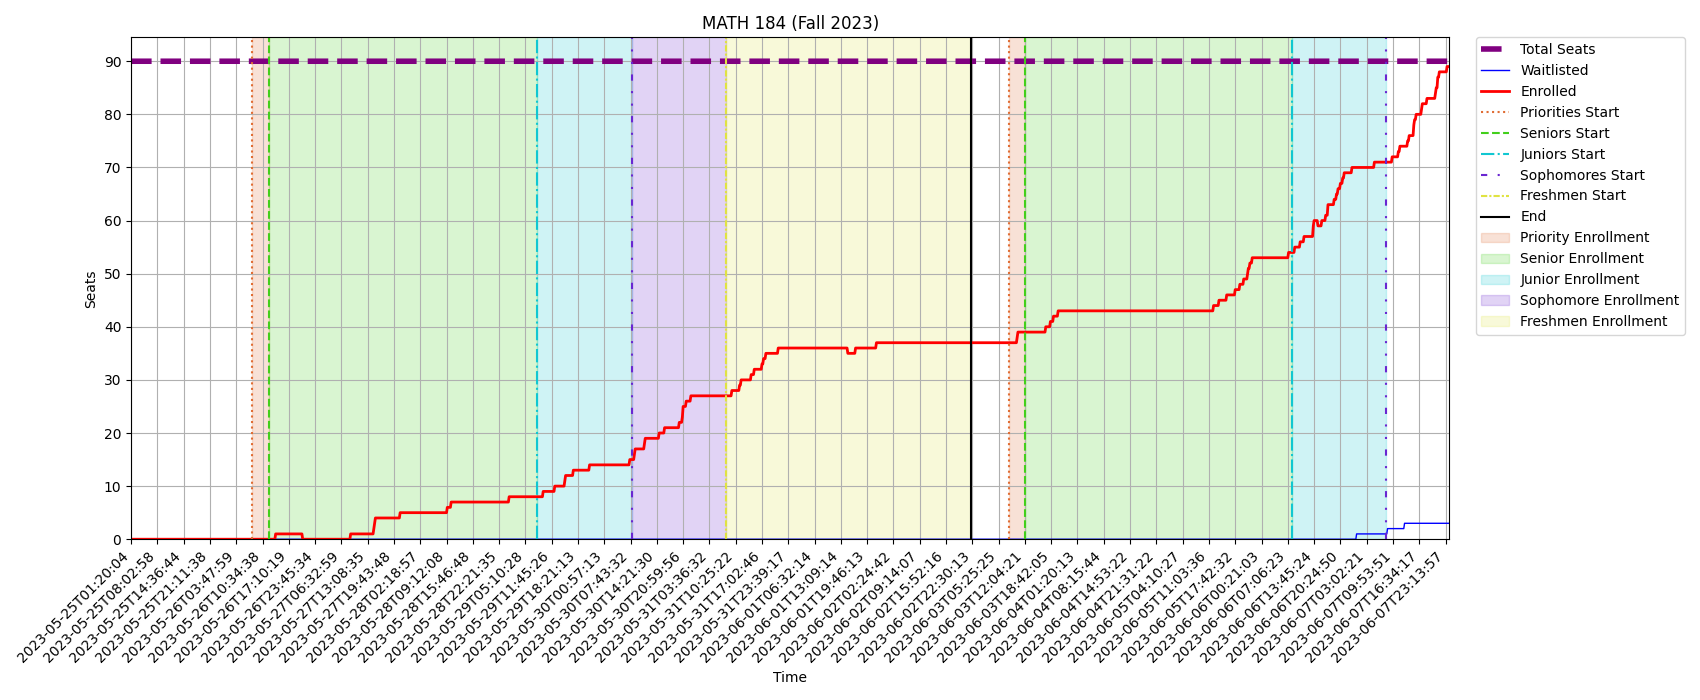 MATH 184 (Fall 2023)
Total Seats
Waitlisted
Enrolled
Priorities Start
Seniors Start
Juniors Start
Sophomores Start
Freshmen Start
End
Priority Enrollment
Senior Enrollment
Junior Enrollment
Sophomore Enrollment
Freshmen Enrollment
Seats
90
80
70
60
50
40
30
20
10
0
2023-05-25T01:20:04
2023-05-25T08:02:58
2023-05-25T14:36:44
2023-05-25T21:11:38
2023-05-26T03:47:59
2023-05-26T10:34:38
2023-05-26T17:10:19
2023-05-26T23:45:34
2023-05-27T06:32:59
2023-05-27T13:08:35
2023-05-27T19:43:48
2023-05-28T02:18:57
2023-05-28T09:12:08
2023-05-28T15:46:48
2023-05-28T22:21:35
2023-05-29T05:10:28
2023-05-29T11:45:26
2023-05-29T18:21:13
2023-05-30T00:57:13
2023-05-30T07:43:32
2023-05-30T14:21:30
2023-05-30T20:59:56
2023-05-31T03:36:32
2023-05-31T10:25:22
2023-05-31T17:02:46
2023-05-31T23:39:17
2023-06-01T06:32:14
2023-06-01T13:09:14
2023-06-01T19:46:13
2023-06-02T02:24:42
2023-06-02T09:14:07
2023-06-02T15:52:16
2023-06-02T22:30:13
2023-06-03T05:25:25
2023-06-03T12:04:21
2023-06-03T18:42:05
2023-06-04T01:20:13
2023-06-04T08:15:44
2023-06-04T14:53:22
2023-06-04T21:31:22
2023-06-05T04:10:27
2023-06-05T11:03:36
2023-06-05T17:42:32
2023-06-06T00:21:03
2023-06-06T07:06:23
2023-06-06T13:45:24
2023-06-06T20:24:50
2023-06-07T03:02:21
2023-06-07T09:53:51
2023-06-07T16:34:17
2023-06-07T23:13:57
Time